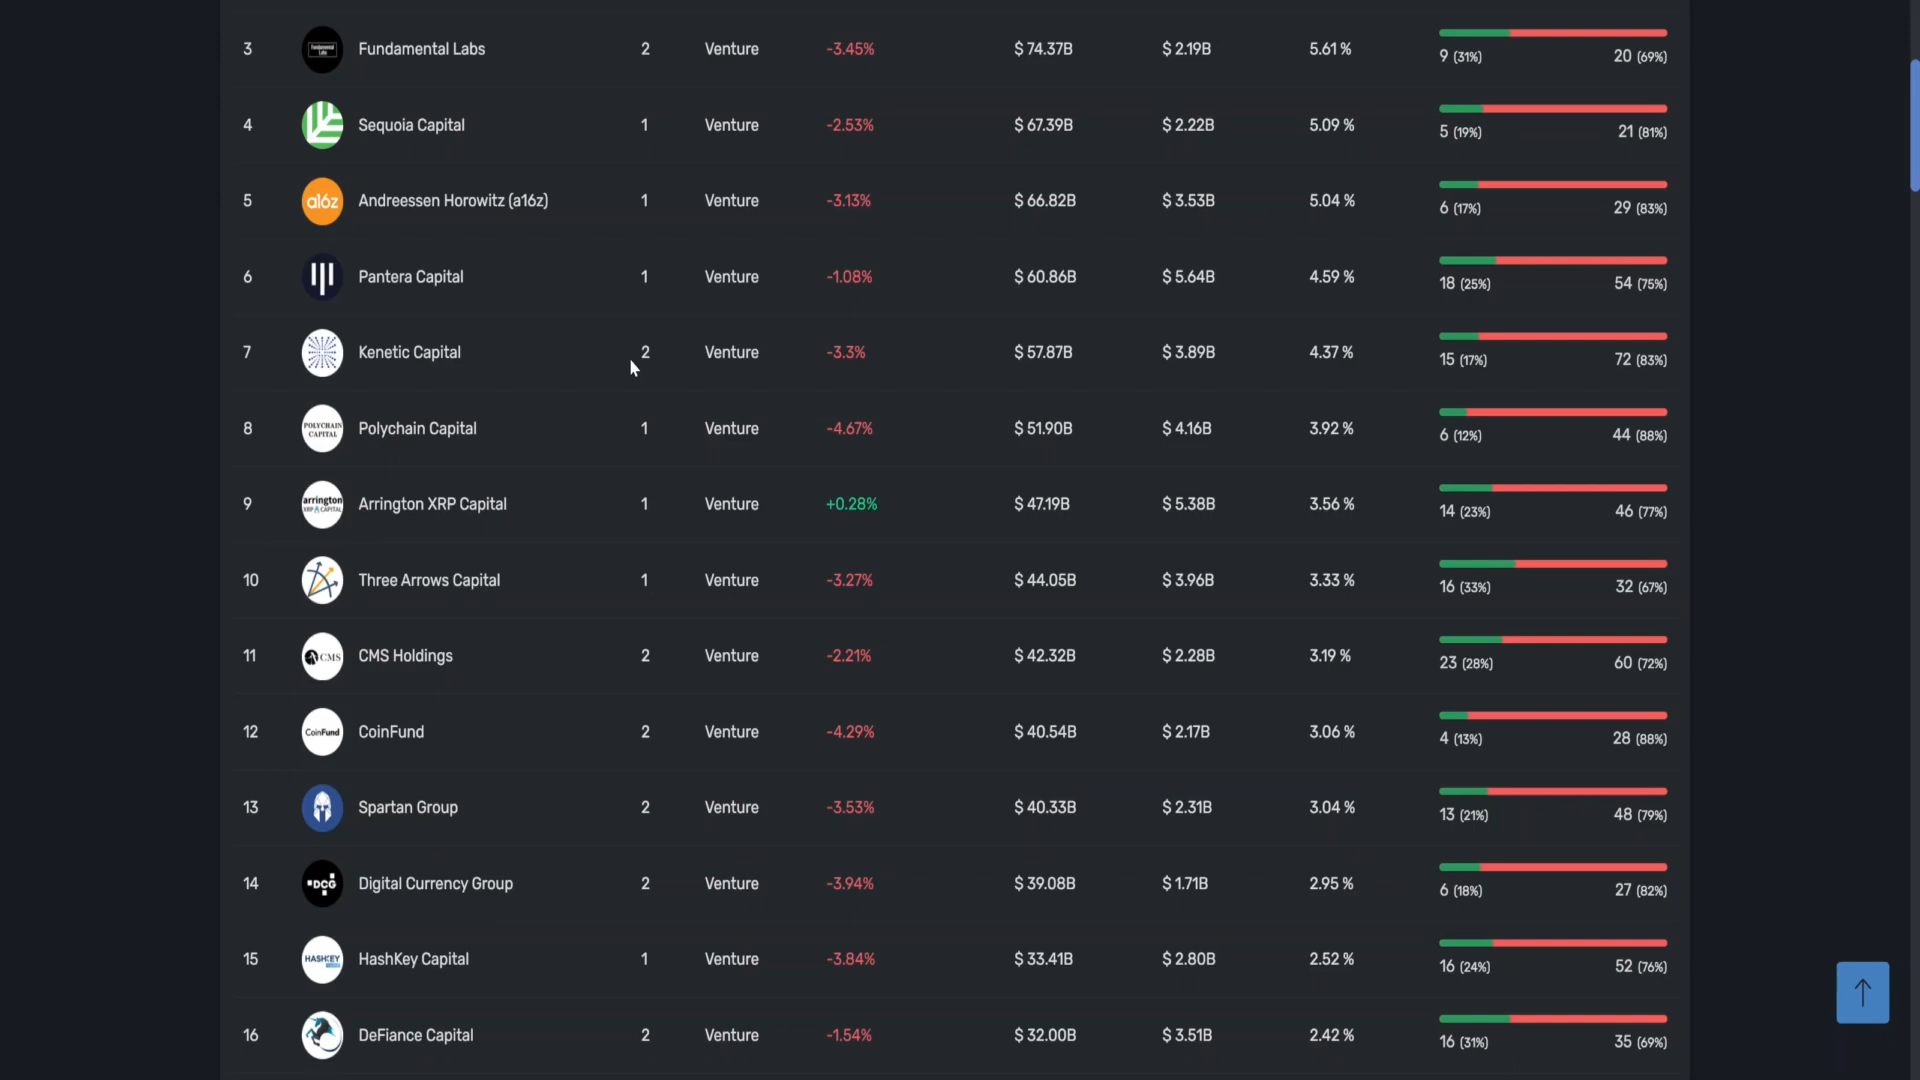 3 Fundamental Labs Fundamental Labs 2 Venture -3.45% $ 74.37B $ 2.19B 5.61 % 9 (31%) 20 (69%)
4 Sequoia Capital 1 Venture -2.53% $ 67.39B $ 2.22B 5.09 % 5 (19%) 21 (81%)
5 a16z Andreessen Horowitz (a16z) 1 Venture -3.13% $ 66.82B $ 3.53B 5.04 % 6 (17%) 29 (83%)
6 Pantera Capital 1 Venture -1.08% $ 60.86B $ 5.64B 4.59 % 18 (25%) 54 (75%)
7 Kenetic Capital 2 Venture -3.3% $ 57.87B $ 3.89B 4.37 % 15 (17%) 72 (83%)
8 POLYCHAIN CAPITAL Polychain Capital 1 Venture -4.67% $ 51.90B $ 4.16B 3.92 % 6 (12%) 44 (88%)
9 arrington XRP CAPITAL Arrington XRP Capital 1 Venture +0.28% $ 47.19B $ 5.38B 3.56 % 14 (23%) 46 (77%)
10 Three Arrows Capital 1 Venture -3.27% $ 44.05B $ 3.96B 3.33 % 16 (33%) 32 (67%)
11 CMS CMS Holdings 2 Venture -2.21% $ 42.32B $ 2.28B 3.19 % 23 (28%) 60 (72%)
12 CoinFund CoinFund 2 Venture -4.29% $ 40.54B $ 2.17B 3.06 % 4 (13%) 28 (88%)
13 Spartan Group 2 Venture -3.53% $ 40.33B $ 2.31B 3.04 % 13 (21%) 48 (79%)
14 DCG Digital Currency Group 2 Venture -3.94% $ 39.08B $ 1.71B 2.95 % 6 (18%) 27 (82%)
15 HASHKEY HashKey Capital 1 Venture -3.84% $ 33.41B $ 2.80B 2.52 % 16 (24%) 52 (76%)
16 DeFiance Capital 2 Venture -1.54% $ 32.00B $ 3.51B 2.42 % 16 (31%) 35 (69%)